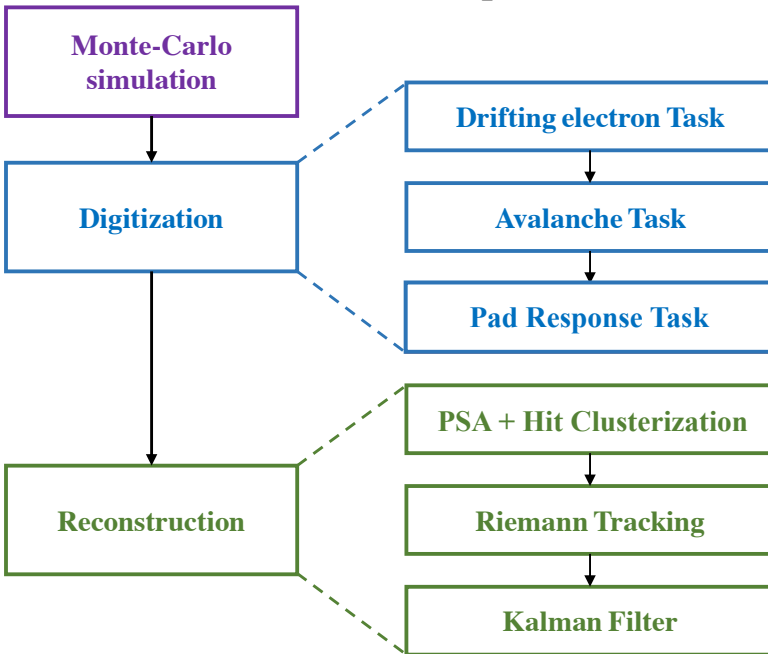 Monte-Carlo
simulation
Digitization
Reconstruction
Drifting electron Task
Avalanche Task
Pad Response Task
PSA + Hit Clusterization
Riemann Tracking
Kalman Filter